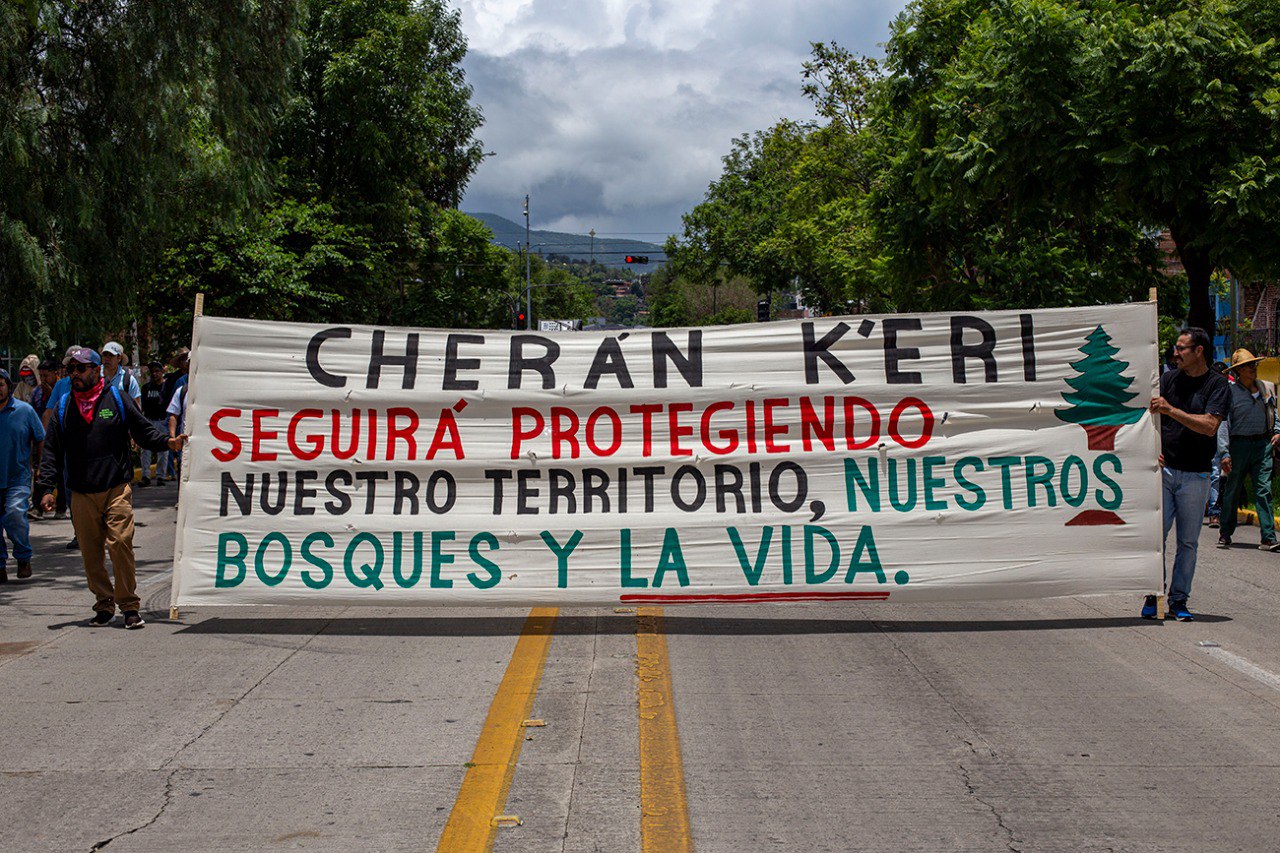 CHERÁN K'ERI
SEGUIRÁ PROTEGIENDO
NUESTRO TERRITORIO, NUESTROS
BOSQUES Y LA VIDA.